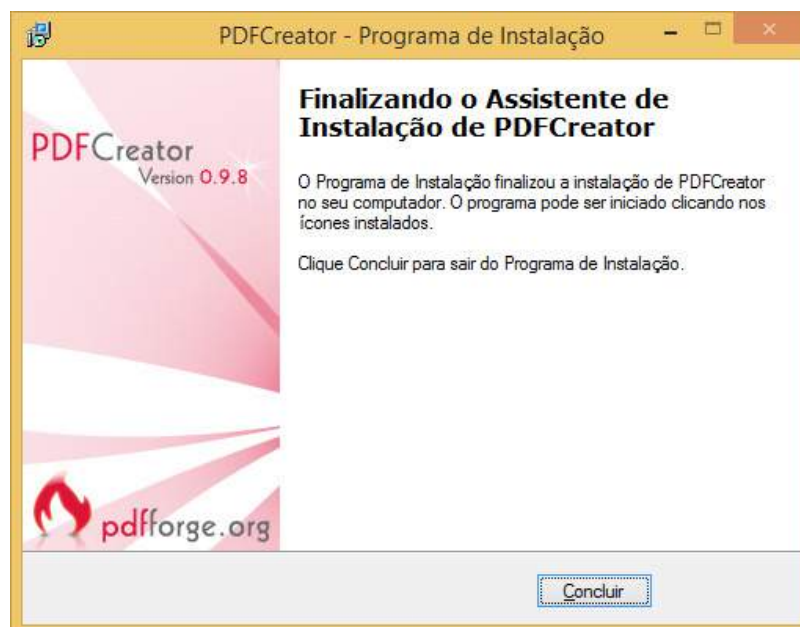 PDFCreator - Programa de Instalação
PDFCreator
Version 0.9.8
Finalizando o Assistente de
Instalação de PDFCreator
O Programa de Instalação finalizou a instalação de PDFCreator
no seu computador. O programa pode ser iniciado clicando nos
ícones instalados.
Clique Concluir para sair do Programa de Instalação.
pdfforge.org
Concluir